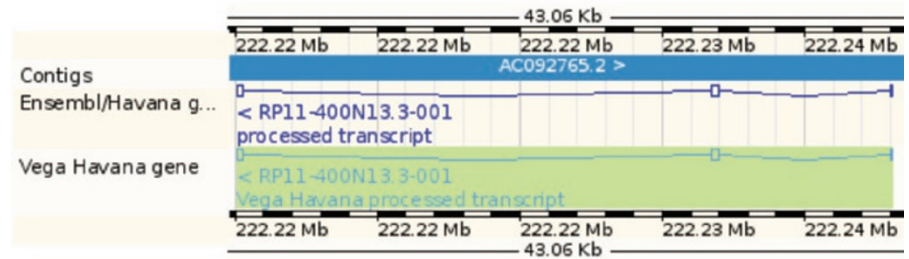 43.06 Kb
222.22 Mb 222.22 Mb 222.22 Mb 222.23 Mb 222.24 Mb
Contigs AC092765.2 >
Ensembl/Havana g...
< RP11-400N13.3-001
processed transcript
Vega Havana gene
< RP11-400N13.3-001
Vega Havana processed transcript
222.22 Mb 222.22 Mb 222.22 Mb 222.23 Mb 222.24 Mb
43.06 Kb